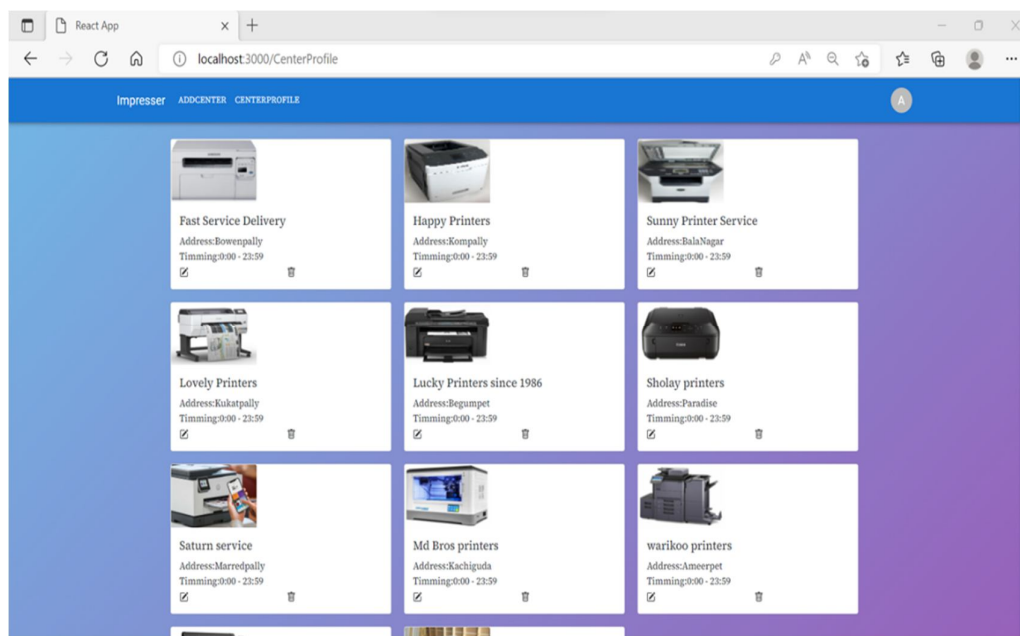 React App
localhost:3000/CenterProfile
Impresser ADDCENTER CENTERPROFILE A
Fast Service Delivery
Address:Bowenpally
Timming:0:00 - 23:59
Happy Printers
Address:Kompally
Timming:0:00 - 23:59
Sunny Printer Service
Address:BalaNagar
Timming:0:00 - 23:59
Lovely Printers
Address:Kukatpally
Timming:0:00 - 23:59
Lucky Printers since 1986
Address:Begumpet
Timming:0:00 - 23:59
Sholay printers
Address:Paradise
Timming:0:00 - 23:59
Saturn service
Address:Marredpally
Timming:0:00 - 23:59
Md Bros printers
Address:Kachiguda
Timming:0:00 - 23:59
warikoo printers
Address:Ameerpet
Timming:0:00 - 23:59